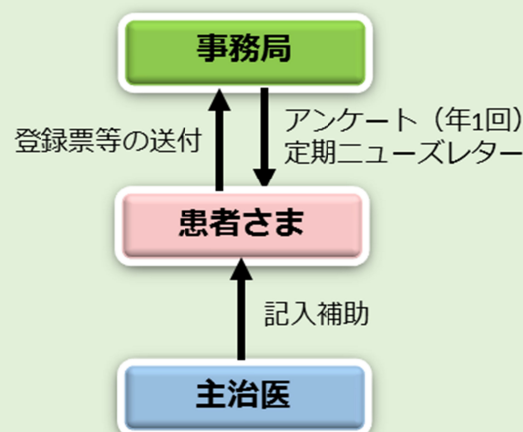 事務局
登録票等の送付
アンケート（年1回）
定期ニューズレター
患者さま
記入補助
主治医